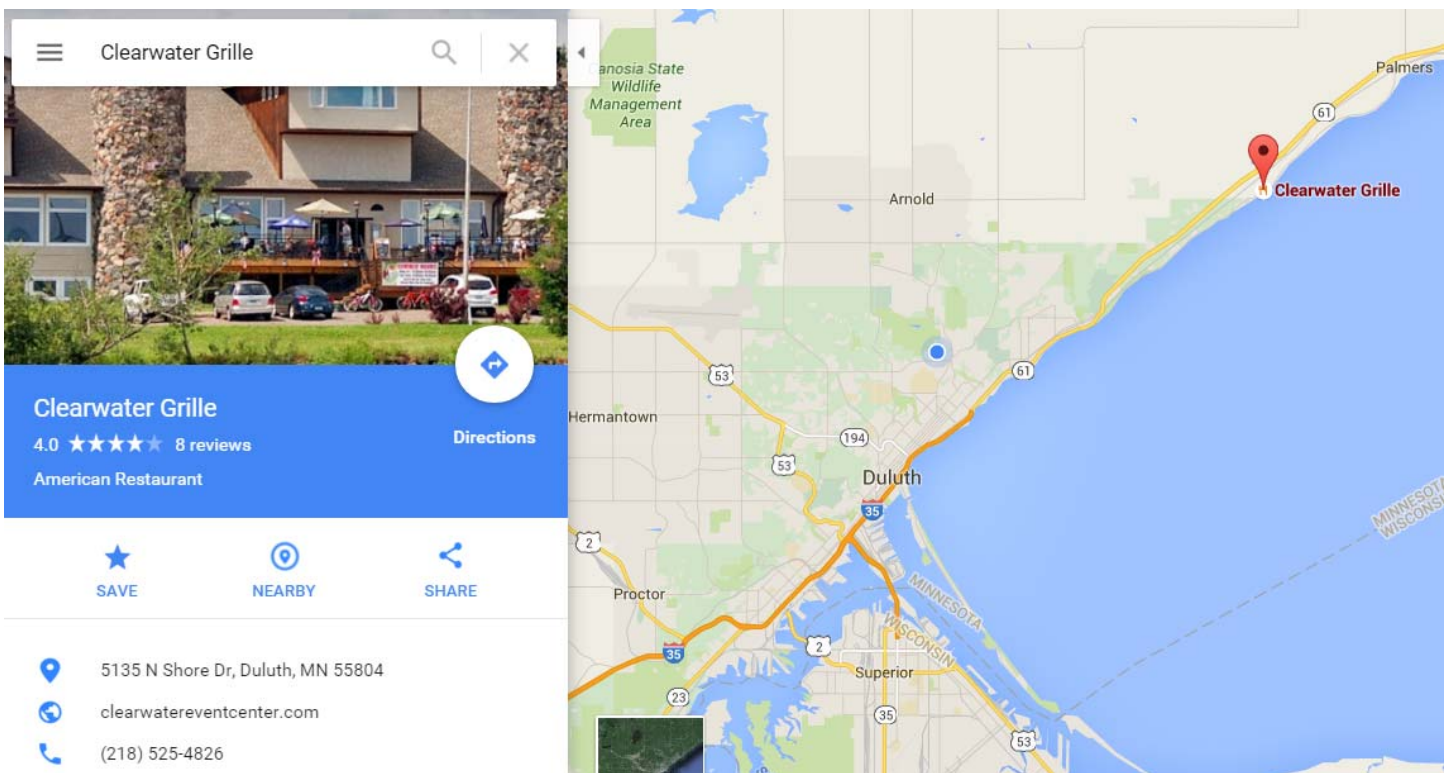 Clearwater Grille
Clearwater Grille
4.0
8 reviews
American Restaurant
Directions
SAVE
NEARBY
SHARE
5135 N Shore Dr, Duluth, MN 55804
clearwatereventcenter.com
(218) 525-4826
anosia State
Wildlife
Management
Area
Palmers
61
Clearwater Grille
Arnold
53
61
Hermantown
194
53
Duluth
35
MINNESOTA
WISCONSIN
2
Proctor
MINNESOTA
WISCONSIN
2
35
Superior
23
35
53